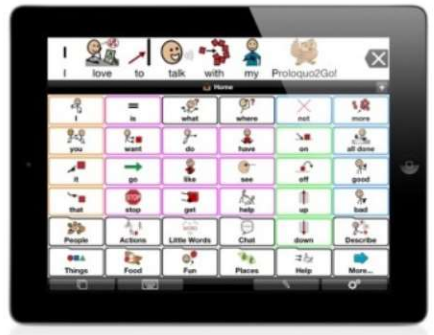 I love to talk with my Proloquo2Go!
Home
I is what where not more
you want do have on all done
it go like see off good
that stop get help up bad
People Actions Little Words Chat down Describe
Things Food Fun Places Help More...